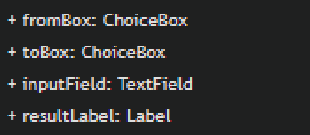 + fromBox: ChoiceBox
+ toBox: ChoiceBox
+ inputField: TextField
+ resultLabel: Label